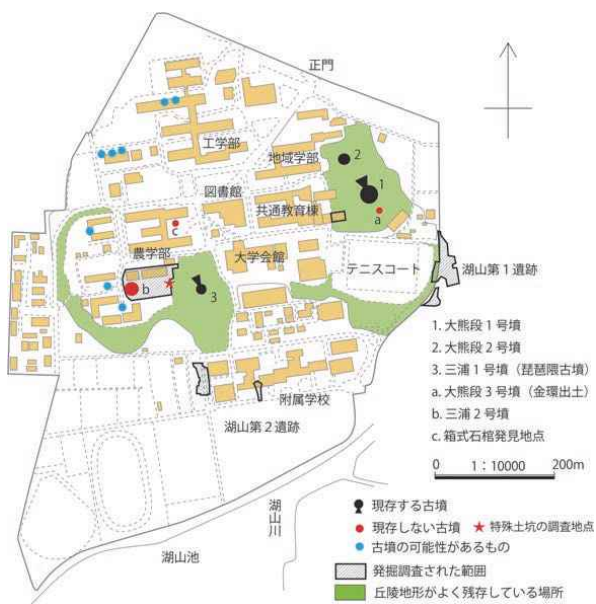 正門
工学部
2
地域学部
1
図書館
共通教育棟
a
c
農学部
大学会館
テニスコート
湖山第1遺跡
b
3
1. 大熊段1号墳
2. 大熊段2号墳
3. 三浦1号墳（琵琶隈古墳）
a. 大熊段3号墳（金環出土）
b. 三浦2号墳
c. 箱式石棺発見地点
附属学校
湖山第2遺跡
0 1：10000 200m
湖山川
湖山池
現存する古墳
現存しない古墳 ★ 特殊土坑の調査地点
古墳の可能性があるもの
発掘調査された範囲
丘陵地形がよく残存している場所